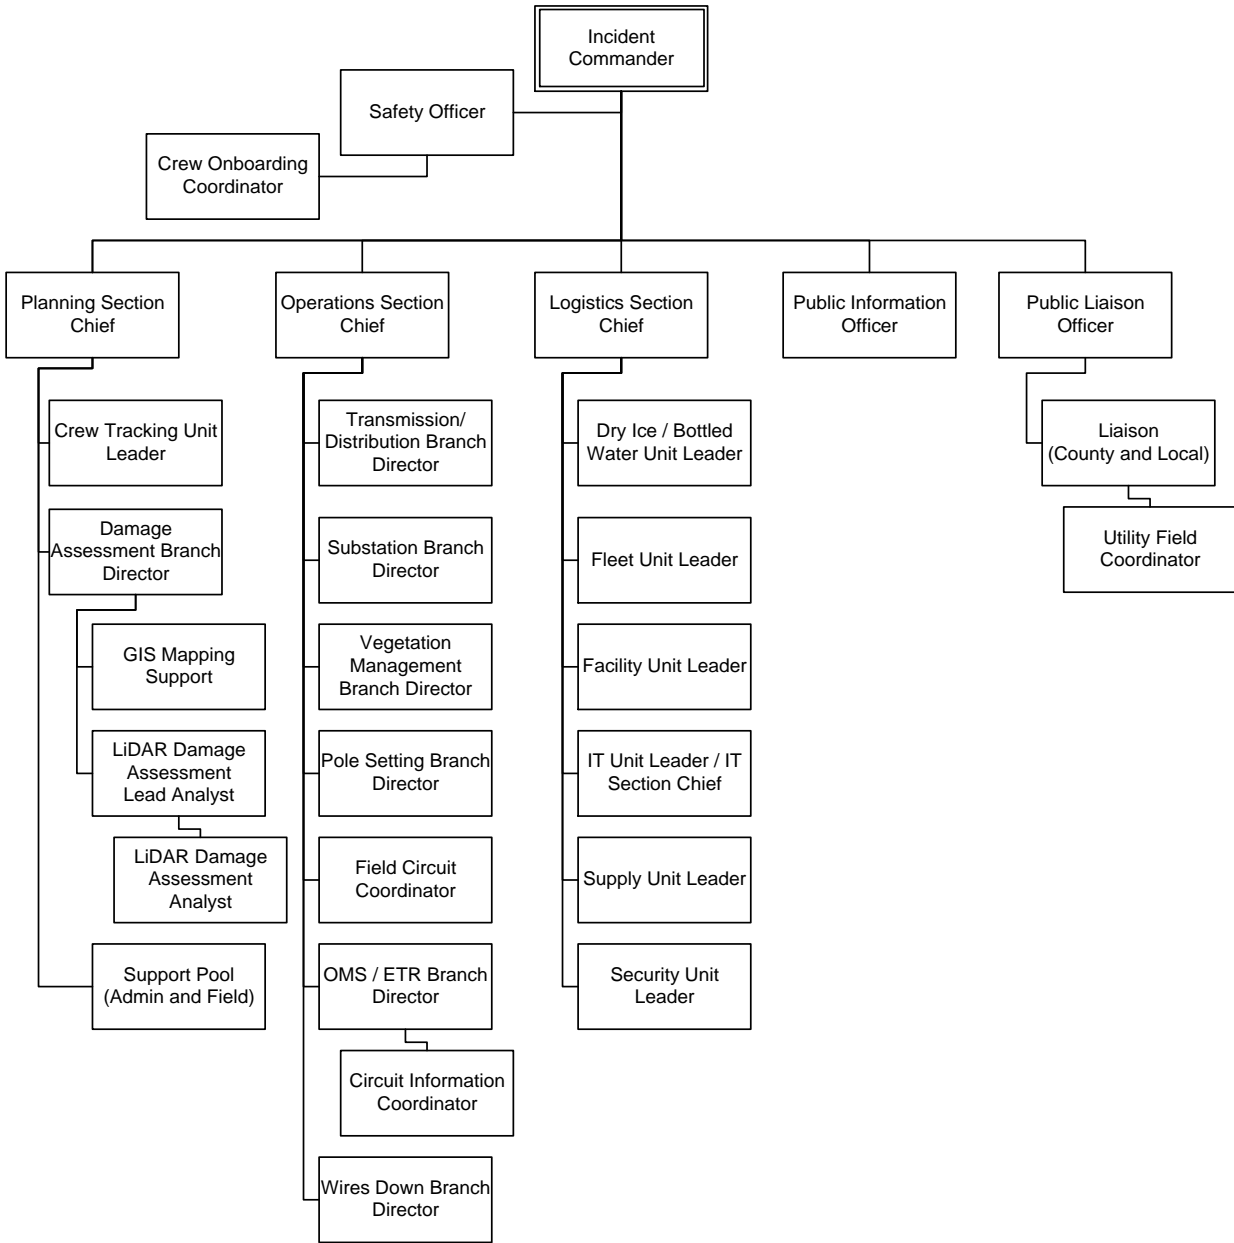 Incident
Commander
Safety Officer
Crew Onboarding
Coordinator
Planning Section
Chief
Operations Section
Chief
Logistics Section
Chief
Public Information
Officer
Public Liaison
Officer
Crew Tracking Unit
Leader
Damage
Assessment Branch
Director
GIS Mapping
Support
LiDAR Damage
Assessment
Lead Analyst
LiDAR Damage
Assessment
Analyst
Support Pool
(Admin and Field)
Transmission/
Distribution Branch
Director
Substation Branch
Director
Vegetation
Management
Branch Director
Pole Setting Branch
Director
Field Circuit
Coordinator
OMS / ETR Branch
Director
Circuit Information
Coordinator
Wires Down Branch
Director
Dry Ice / Bottled
Water Unit Leader
Fleet Unit Leader
Facility Unit Leader
IT Unit Leader / IT
Section Chief
Supply Unit Leader
Security Unit
Leader
Liaison
(County and Local)
Utility Field
Coordinator